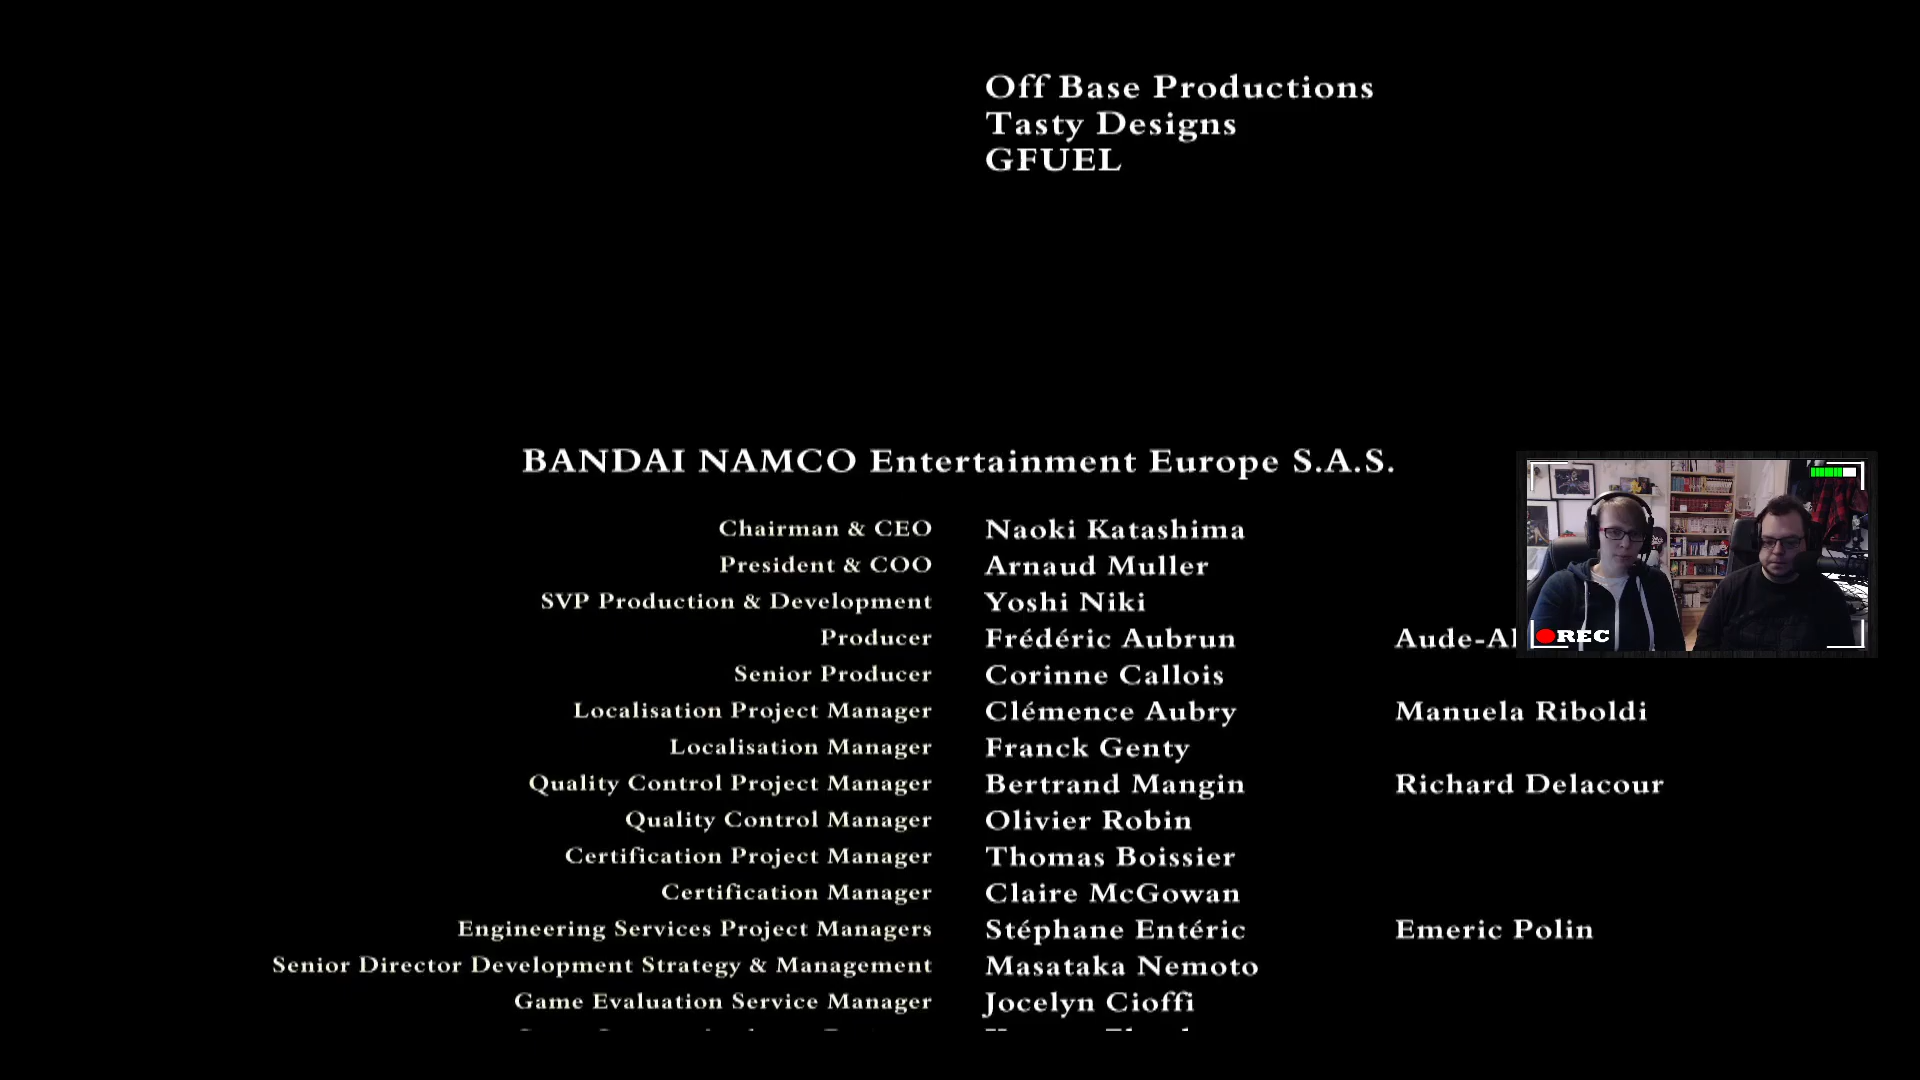 Off Base Productions
Tasty Designs
GFUEL
BANDAI NAMCO Entertainment Europe S.A.S.
Chairman & CEO Naoki Katashima
President & COO Arnaud Muller
SVP Production & Development Yoshi Niki
Producer Frédéric Aubrun
Senior Producer Corinne Callois
Localisation Project Manager Clémence Aubry Manuela Riboldi
Localisation Manager Franck Genty
Quality Control Project Manager Bertrand Mangin Richard Delacour
Quality Control Manager Olivier Robin
Certification Project Manager Thomas Boissier
Certification Manager Claire McGowan
Engineering Services Project Managers Stéphane Entéric Emeric Polin
Senior Director Development Strategy & Management Masataka Nemoto
Game Evaluation Service Manager Jocelyn Cioffi
REC